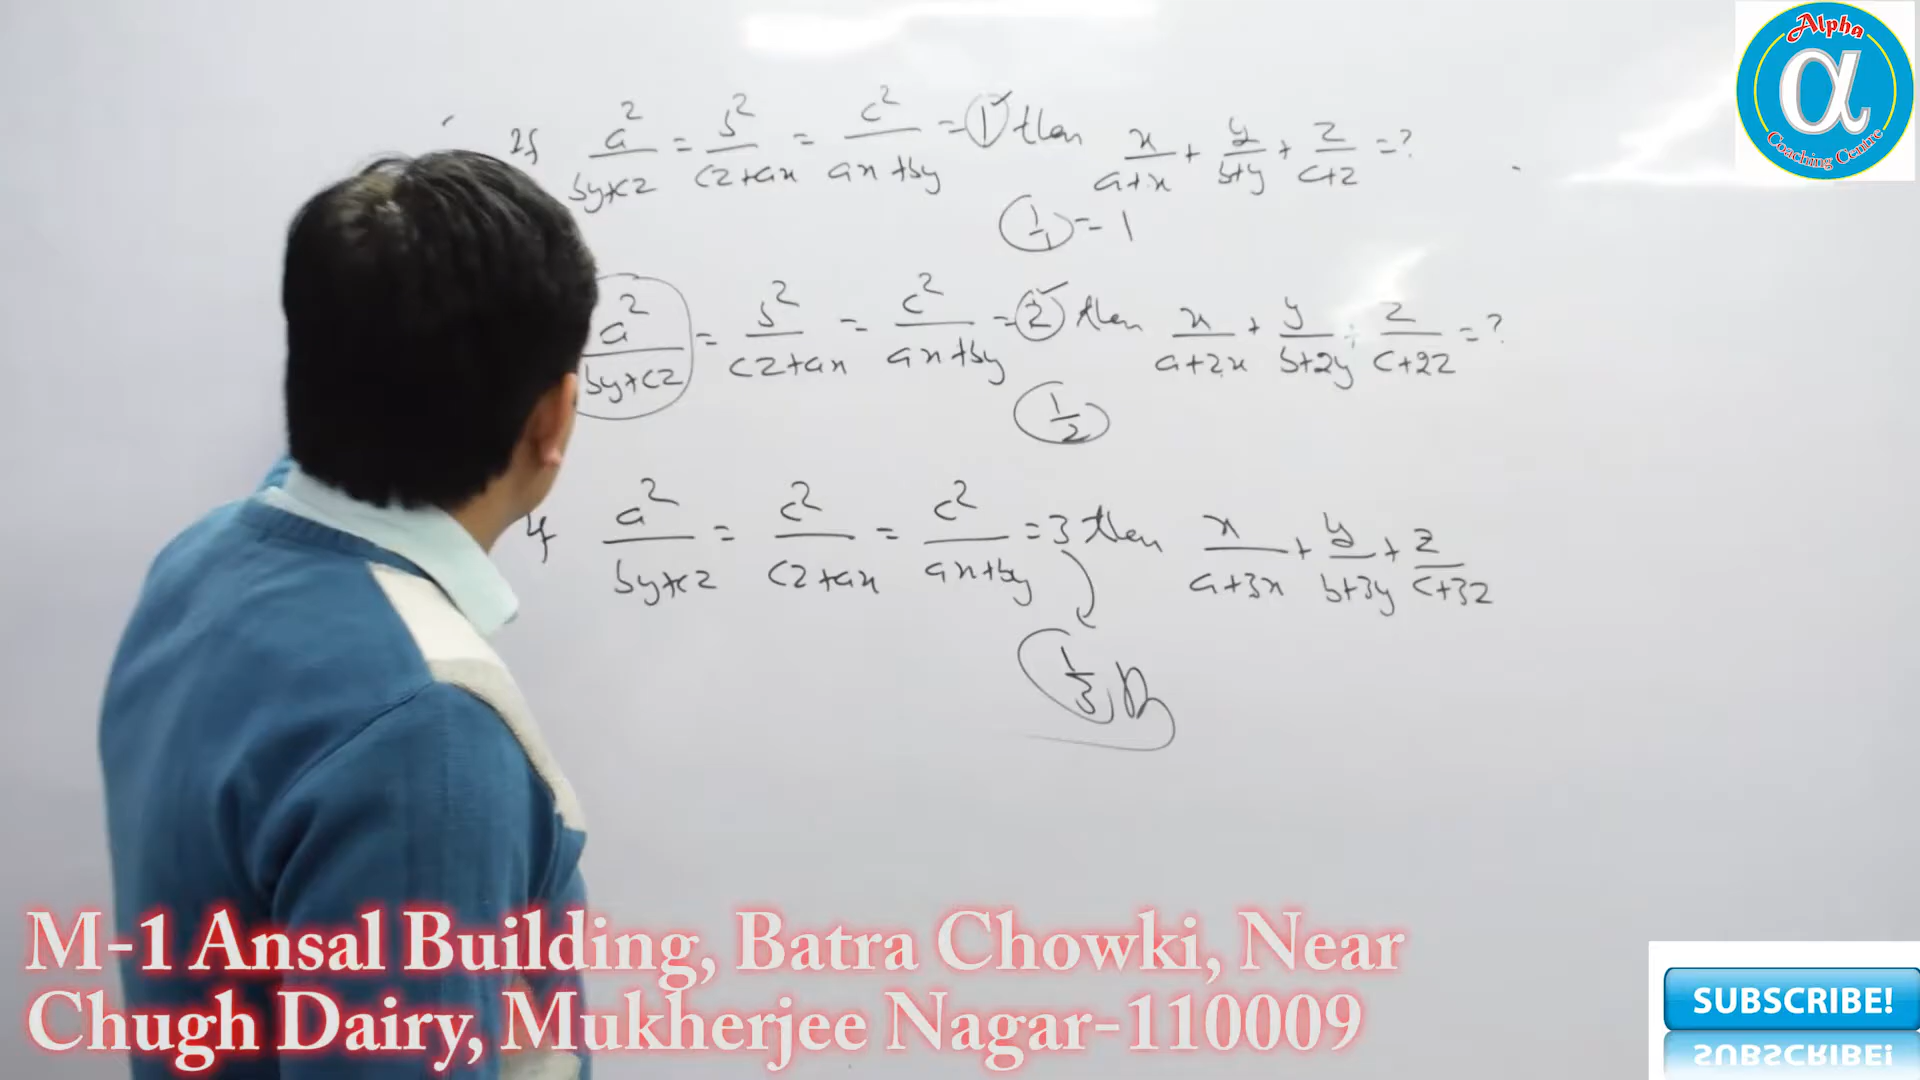 Alpha
α
Coaching Centre
If a²/by+cz = b²/cz+ax = c²/ax+by = 1 then x/a+x + y/b+y + z/c+z = ?
1/1 = 1
a²/by+cz = b²/cz+ax = c²/ax+by = 2 then x/a+2x + y/b+2y + z/c+2z = ?
1/2
If a²/by+cz = c²/cz+ax = c²/ax+by = 3 then x/a+3x + y/b+3y + z/c+3z
1/3
M-1 Ansal Building, Batra Chowki, Near
Chugh Dairy, Mukherjee Nagar-110009
SUBSCRIBE!